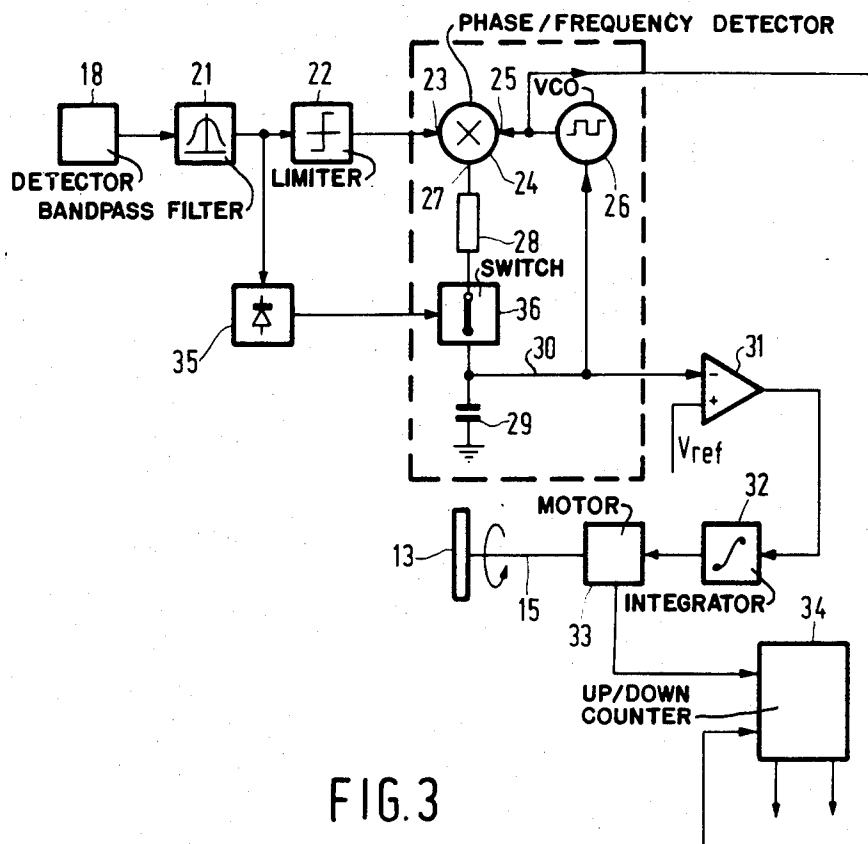 PHASE/FREQUENCY DETECTOR
18
21
22
23
25
VCO
DETECTOR
BANDPASS FILTER
LIMITER
27
24
26
28
SWITCH
35
36
30
31
29
Vref
MOTOR
32
13
15
33
INTEGRATOR
34
UP/DOWN
COUNTER
FIG.3